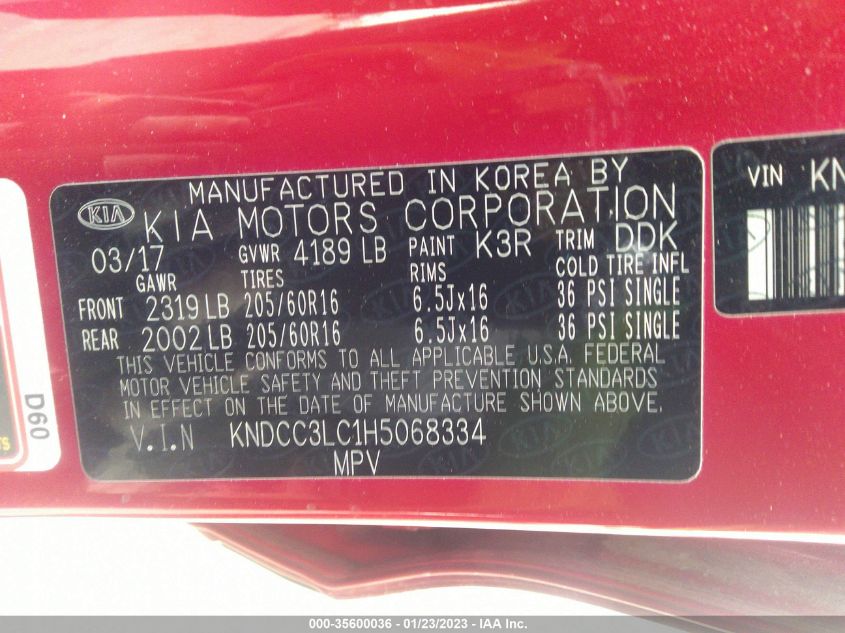 MANUFACTURED IN KOREA BY
KIA KIA MOTORS CORPORATION
03/17 GVWR 4189 LB PAINT K3R TRIM DDK
GAWR TIRES RIMS COLD TIRE INFL
FRONT 2319 LB 205/60R16 6.5Jx16 36 PSI SINGLE
REAR 2002 LB 205/60R16 6.5Jx16 36 PSI SINGLE
THIS VEHICLE CONFORMS TO ALL APPLICABLE U.S.A. FEDERAL
MOTOR VEHICLE SAFETY AND THEFT PREVENTION STANDARDS
IN EFFECT ON THE DATE OF MANUFACTURE SHOWN ABOVE.
V.I.N KNDCC3LC1H5068334
MPV
VIN KN
D60
000-35600036 - 01/23/2023 - IAA Inc.